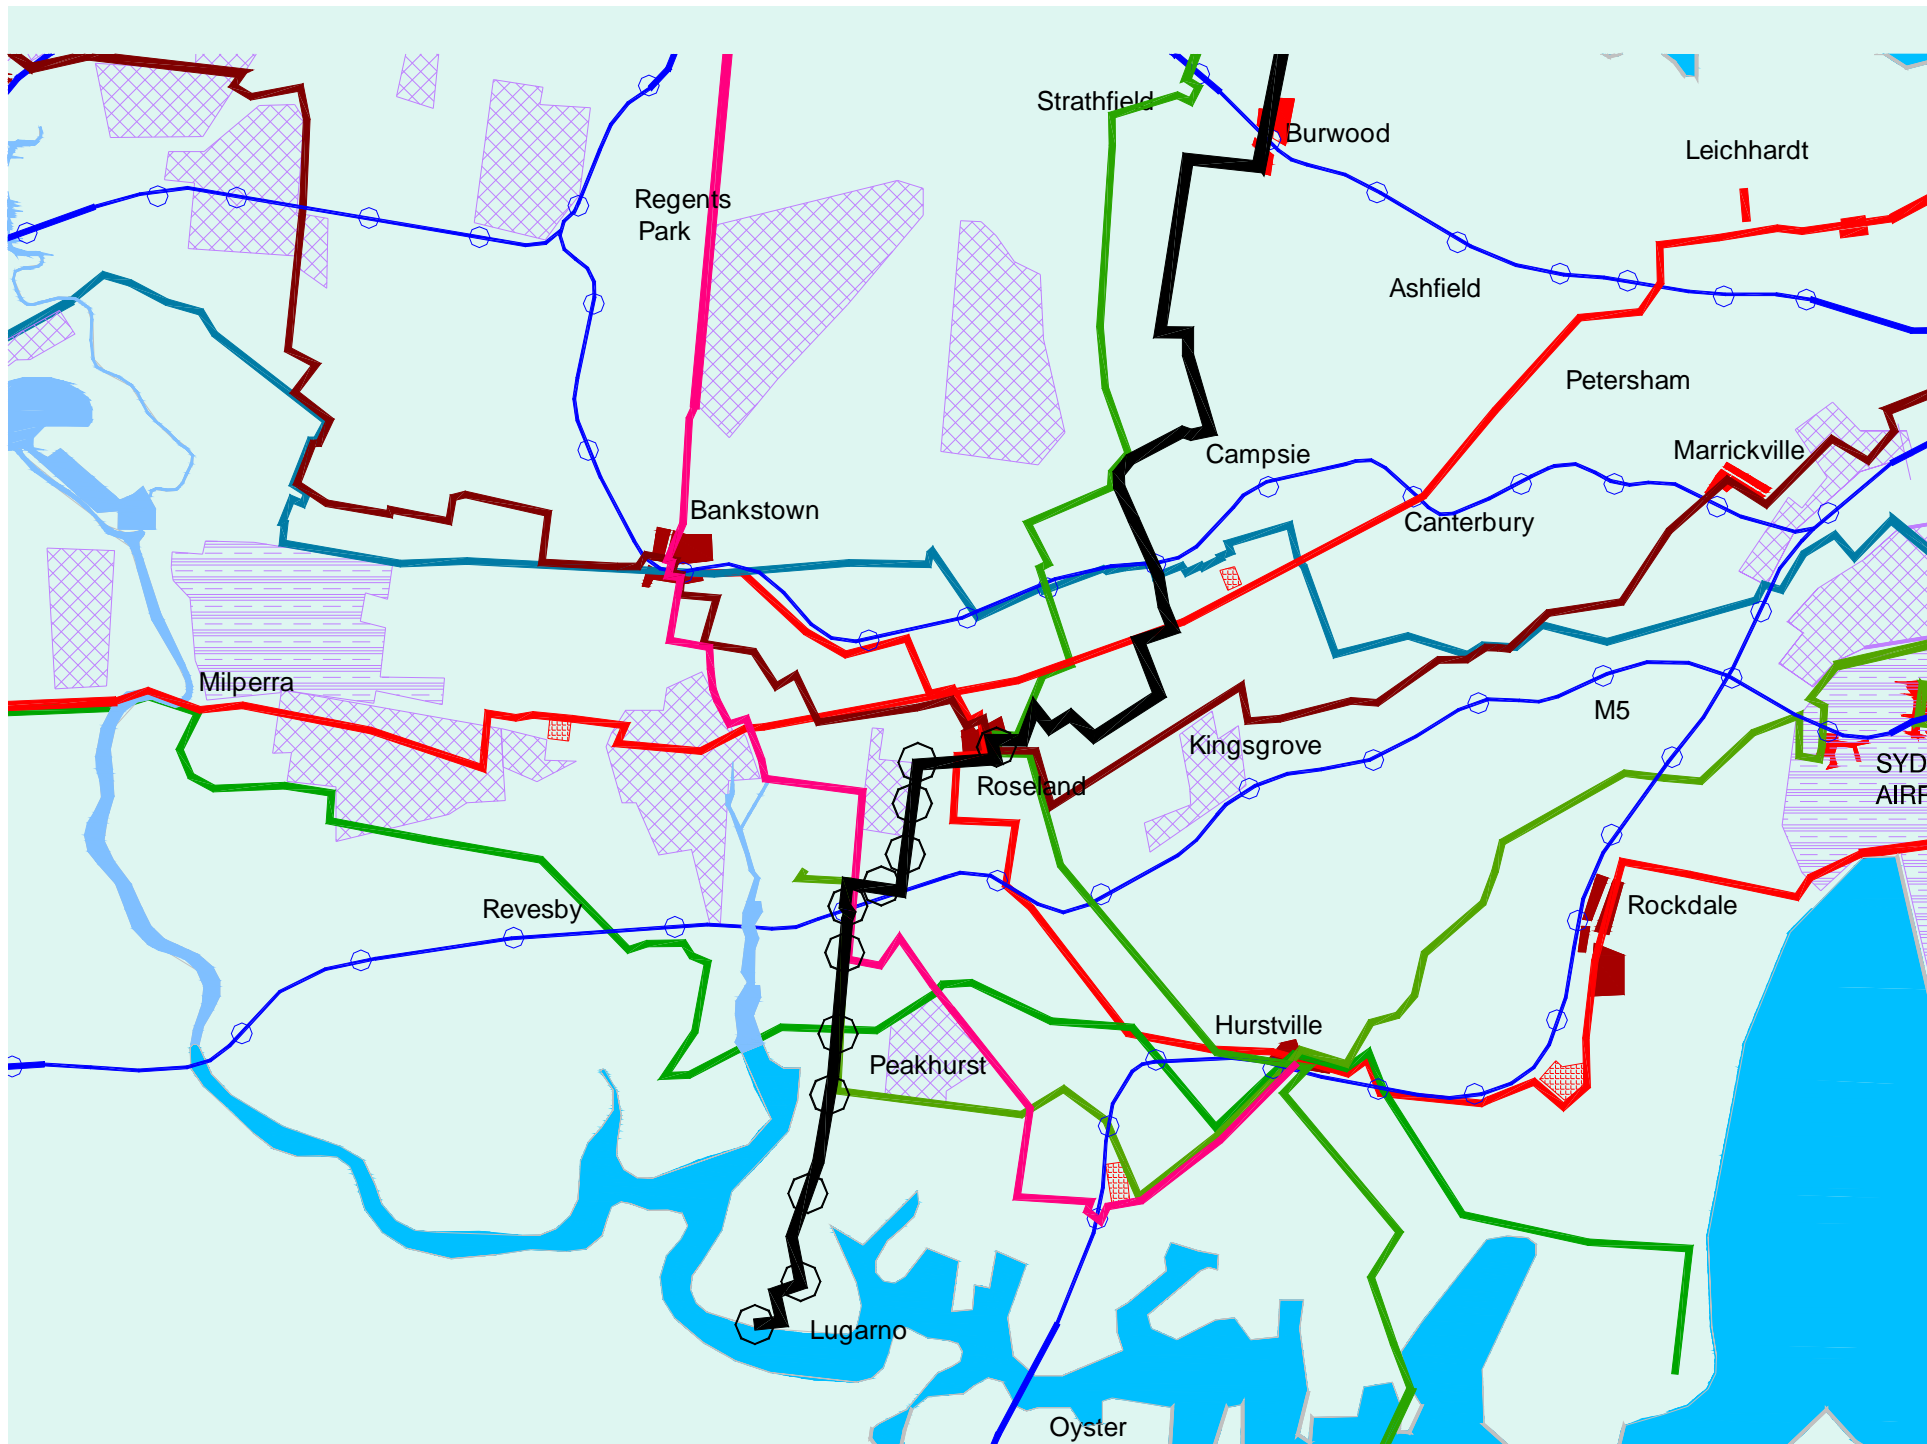 Strathfield
Burwood
Leichhardt
Regents
Park
Ashfield
Petersham
Campsie
Marrickville
Bankstown
Canterbury
Milperra
M5
Kingsgrove
SYD
AIRP
Roseland
Revesby
Rockdale
Hurstville
Peakhurst
Lugarno
Oyster